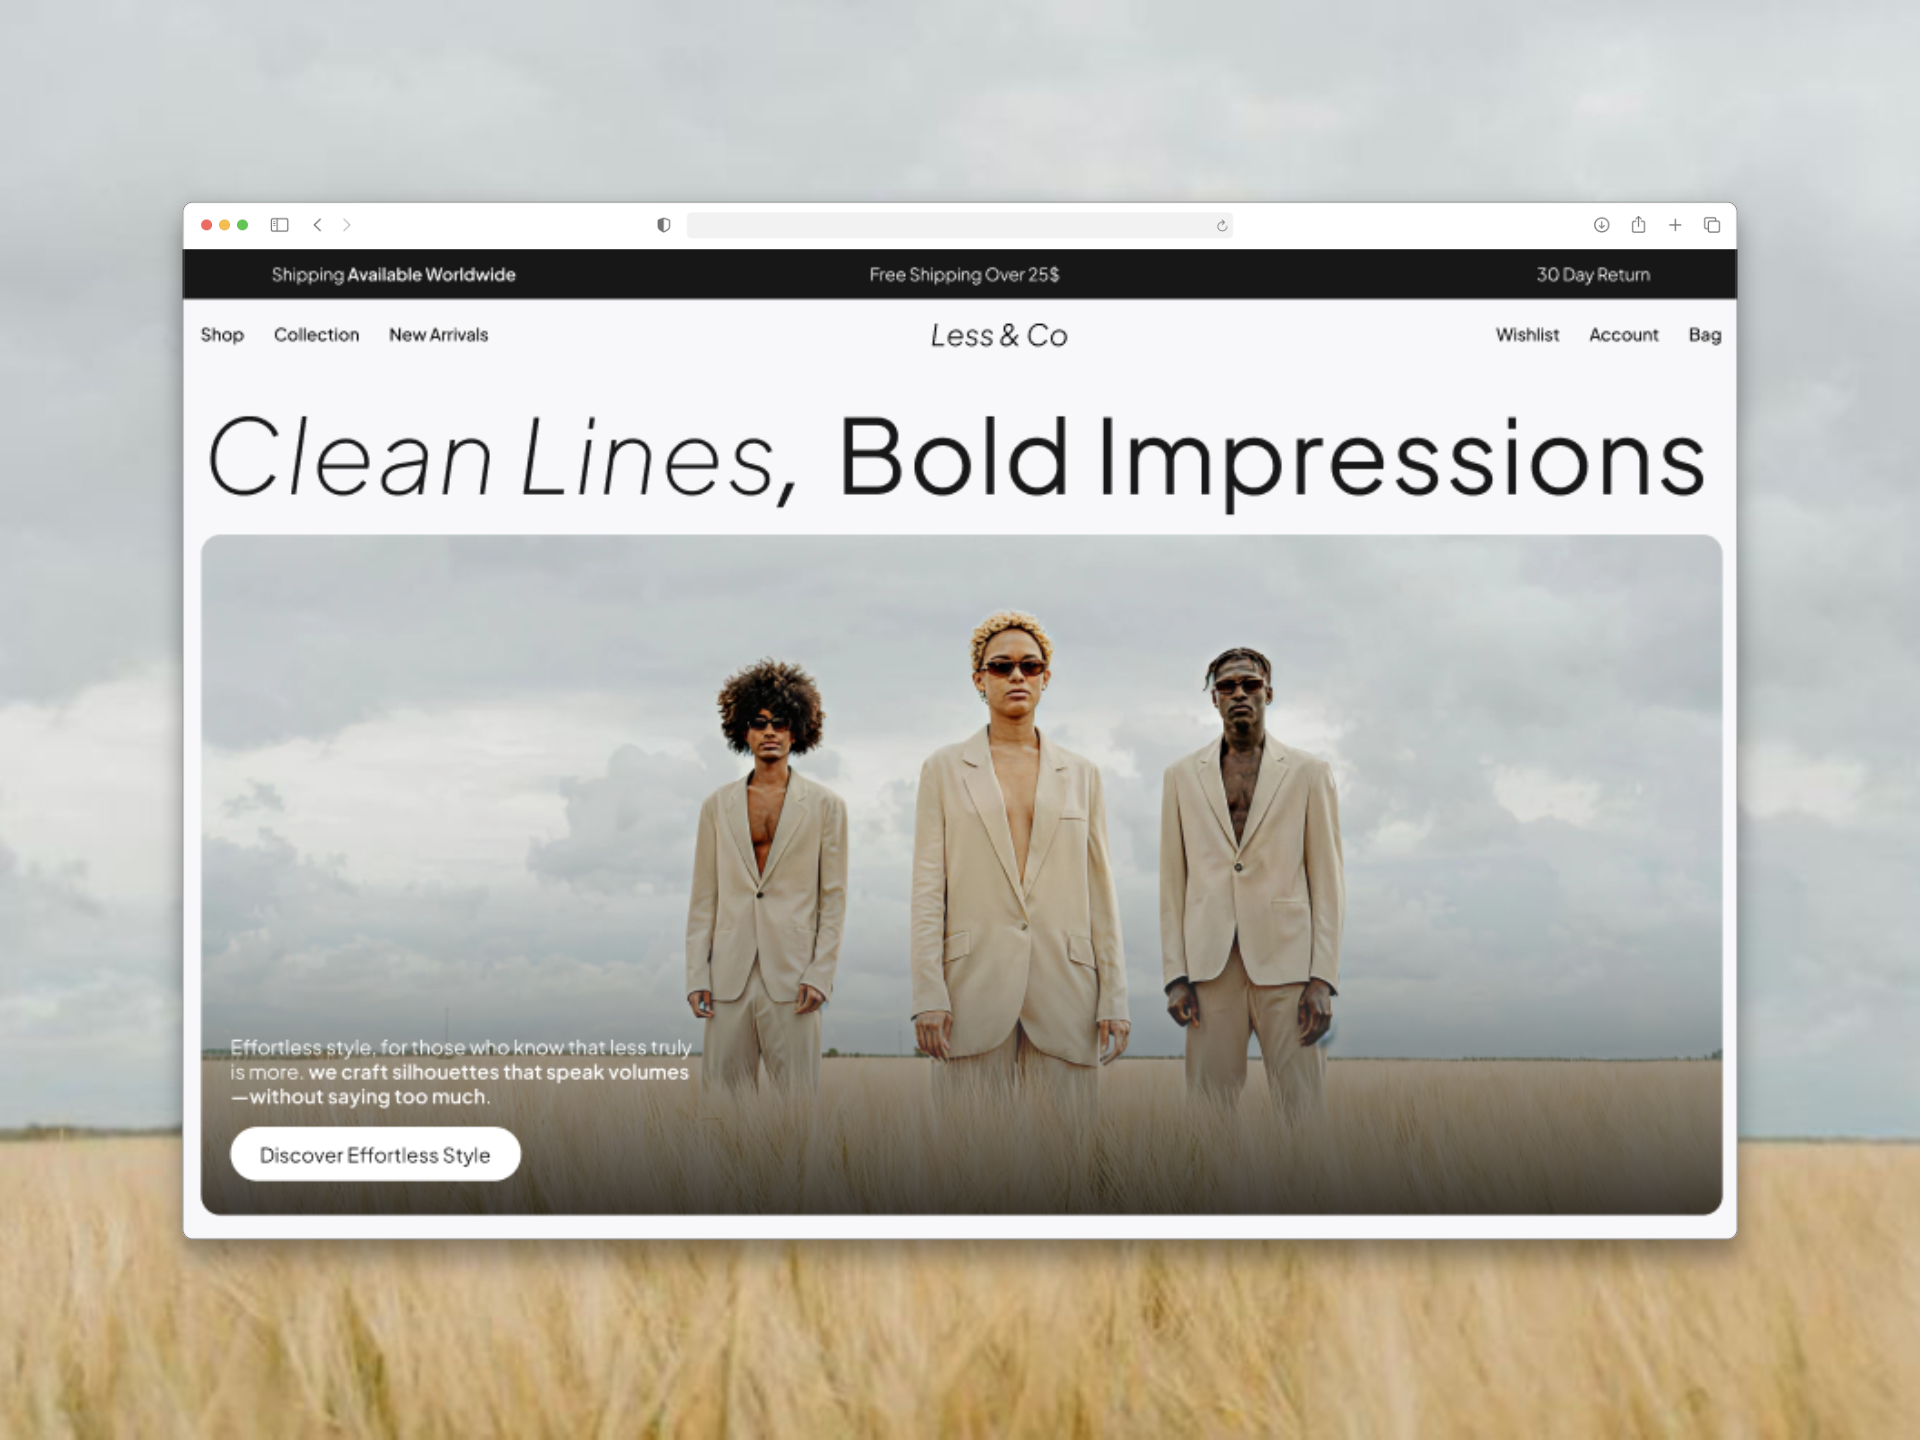 Shipping Available Worldwide
Free Shipping Over 25$
30 Day Return
Shop
Collection
New Arrivals
Less & Co
Wishlist
Account
Bag
Clean Lines, Bold Impressions
Effortless style, for those who know that less truly
is more. we craft silhouettes that speak volumes
—without saying too much.
Discover Effortless Style